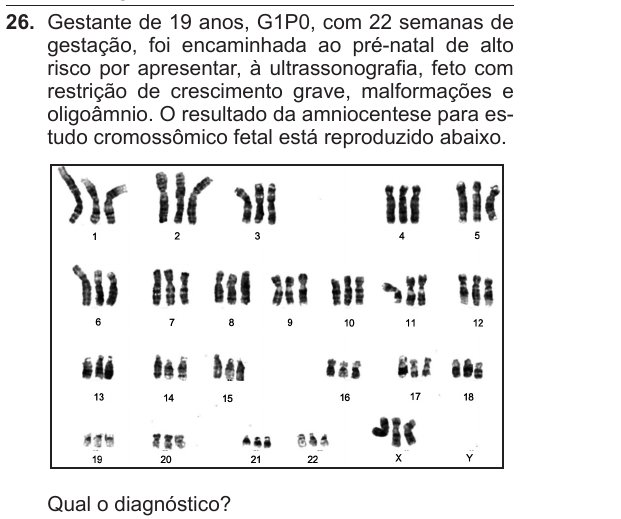 26. Gestante de 19 anos, G1P0, com 22 semanas de
gestação, foi encaminhada ao pré-natal de alto
risco por apresentar, à ultrassonografia, feto com
restrição de crescimento grave, malformações e
oligoâmnio. O resultado da amniocentese para es-
tudo cromossômico fetal está reproduzido abaixo.
1 2 3 4 5
6 7 8 9 10 11 12
13 14 15 16 17 18
19 20 21 22 X Y
Qual o diagnóstico?